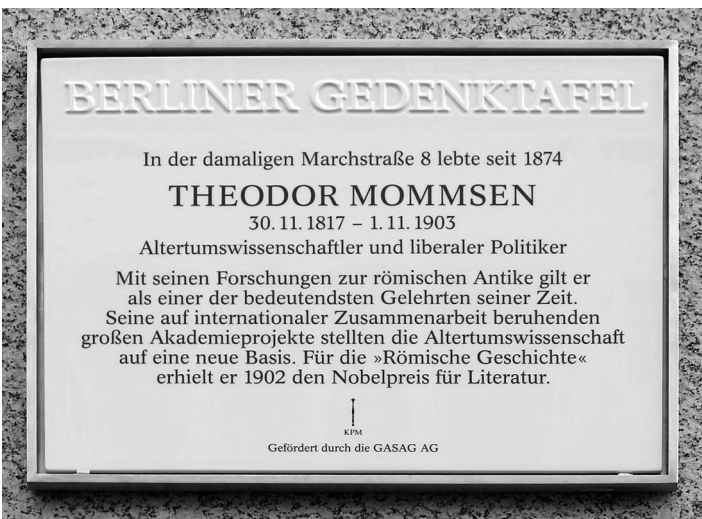 BERLINER GEDENKTAFEL
In der damaligen Marchstraße 8 lebte seit 1874
THEODOR MOMMSEN
30. 11. 1817 – 1. 11. 1903
Altertumswissenschaftler und liberaler Politiker
Mit seinen Forschungen zur römischen Antike gilt er
als einer der bedeutendsten Gelehrten seiner Zeit.
Seine auf internationaler Zusammenarbeit beruhenden
großen Akademieprojekte stellten die Altertumswissenschaft
auf eine neue Basis. Für die »Römische Geschichte«
erhielt er 1902 den Nobelpreis für Literatur.
KPM
Gefördert durch die GASAG AG